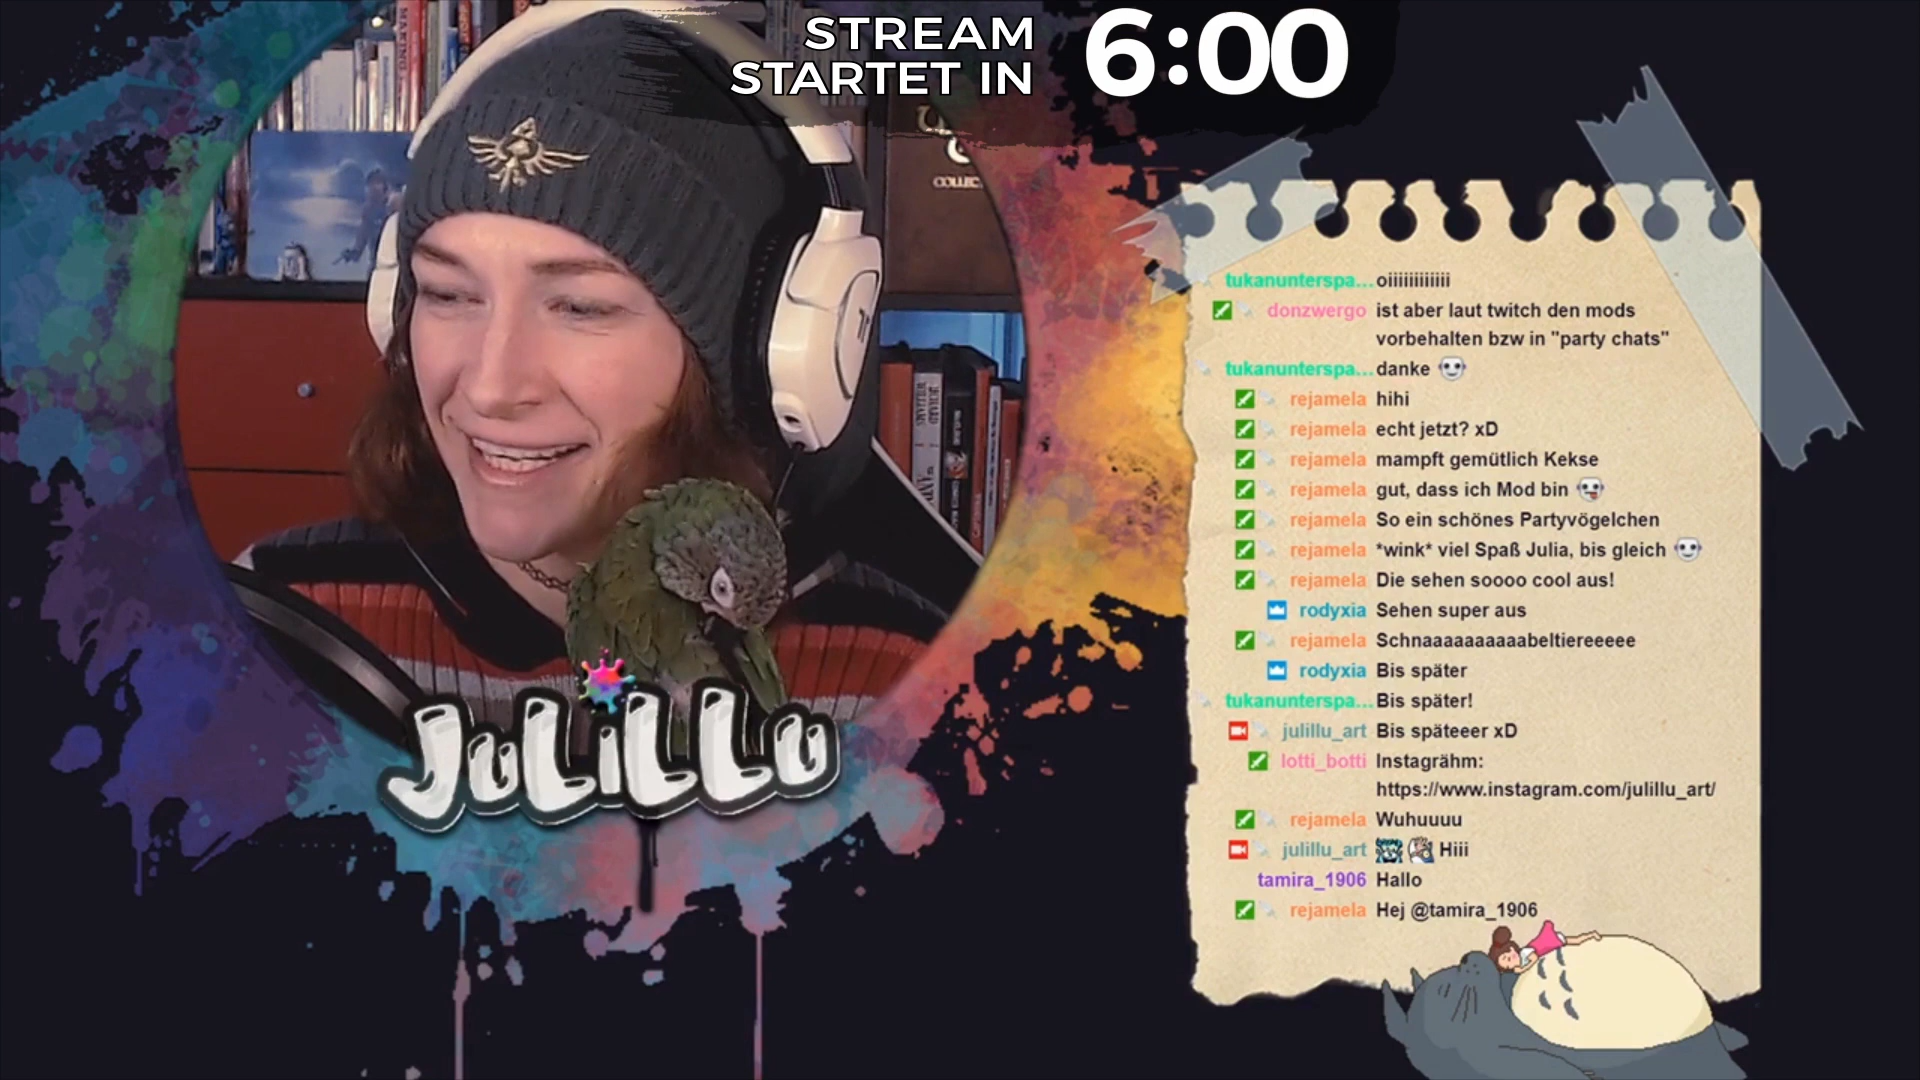 STREAM
STARTET IN
6:00
COLLEC
JULILLU
tukanunterspa... oiiiiiiiiiiiii
donzwergo ist aber laut twitch den mods
vorbehalten bzw in "party chats"
tukanunterspa... danke
rejamela hihi
rejamela echt jetzt? xD
rejamela mampft gemütlich Kekse
rejamela gut, dass ich Mod bin
rejamela So ein schönes Partyvögelchen
rejamela *wink* viel Spaß Julia, bis gleich
rejamela Die sehen soooo cool aus!
rodyxia Sehen super aus
rejamela Schnaaaaaaaaaabeltiereeeee
rodyxia Bis später
tukanunterspa... Bis später!
julillu_art Bis späteeer xD
lotti_botti Instagrähm:
https://www.instagram.com/julillu_art/
rejamela Wuhuuuu
julillu_art Hiii
tamira_1906 Hallo
rejamela Hej @tamira_1906